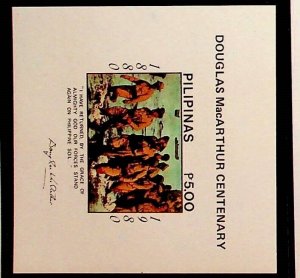 DOUGLAS MacARTHUR CENTENARY
1880
1980
PILIPINAS P5.00
"I HAVE RETURNED. BY THE GRACE OF
ALMIGHTY GOD OUR FORCES STAND
AGAIN ON PHILIPPINE SOIL."